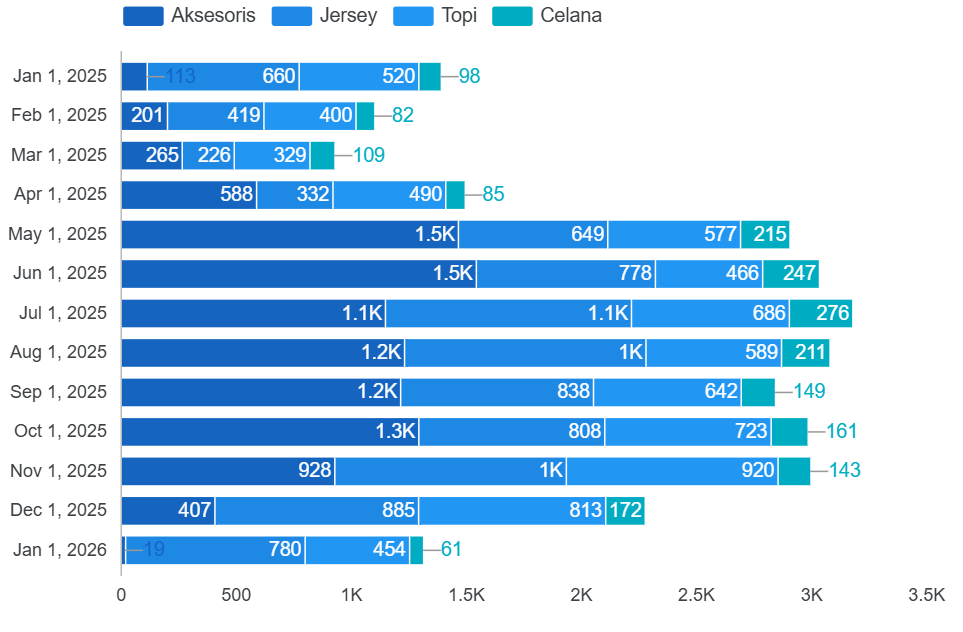 Aksesoris Jersey Topi Celana
Jan 1, 2025 113 660 520 98
Feb 1, 2025 201 419 400 82
Mar 1, 2025 265 226 329 109
Apr 1, 2025 588 332 490 85
May 1, 2025 1.5K 649 577 215
Jun 1, 2025 1.5K 778 466 247
Jul 1, 2025 1.1K 1.1K 686 276
Aug 1, 2025 1.2K 1K 589 211
Sep 1, 2025 1.2K 838 642 149
Oct 1, 2025 1.3K 808 723 161
Nov 1, 2025 928 1K 920 143
Dec 1, 2025 407 885 813 172
Jan 1, 2026 19 780 454 61
0 500 1K 1.5K 2K 2.5K 3K 3.5K